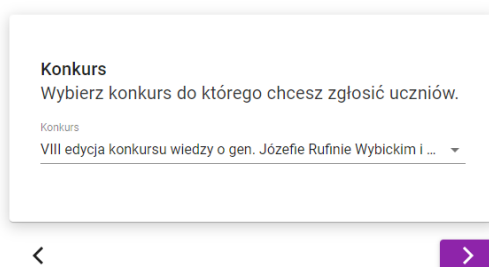 Konkurs
Wybierz konkurs do którego chcesz zgłosić uczniów.
Konkurs
VIII edycja konkursu wiedzy o gen. Józefie Rufinie Wybickim i ...